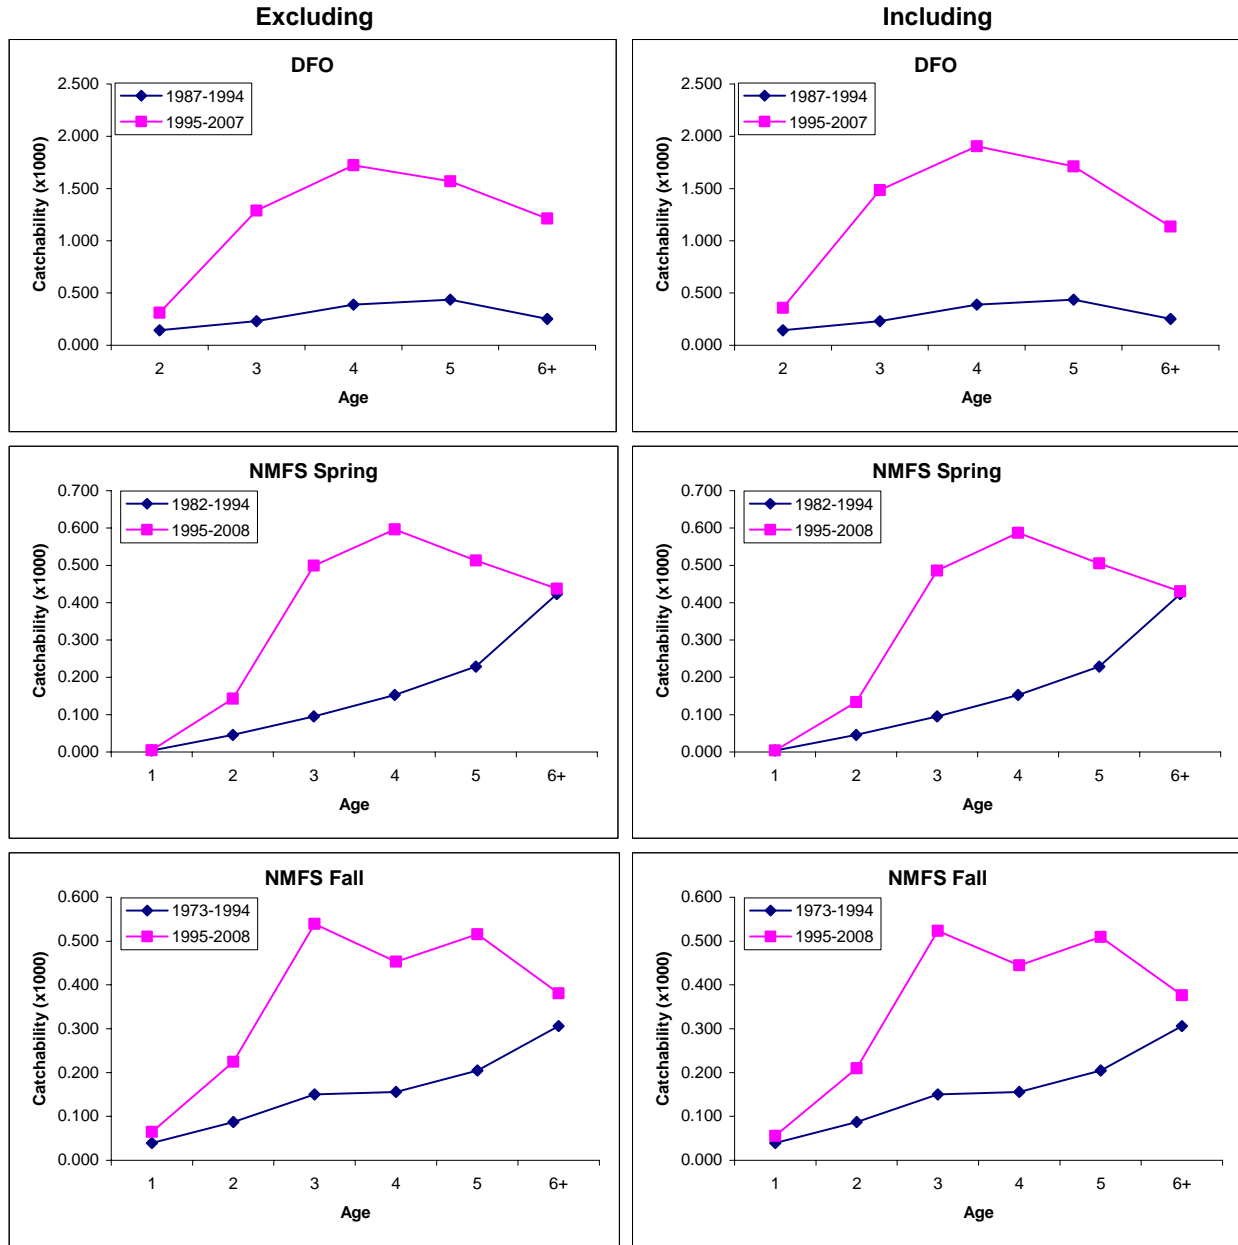 Excluding
Including
DFO
1987-1994
1995-2007
2.500
2.000
1.500
1.000
0.500
0.000
Catchability (x1000)
2 3 4 5 6+
Age
DFO
1987-1994
1995-2007
2.500
2.000
1.500
1.000
0.500
0.000
Catchability (x1000)
2 3 4 5 6+
Age
NMFS Spring
1982-1994
1995-2008
0.700
0.600
0.500
0.400
0.300
0.200
0.100
0.000
Catchability (x1000)
1 2 3 4 5 6+
Age
NMFS Spring
1982-1994
1995-2008
0.700
0.600
0.500
0.400
0.300
0.200
0.100
0.000
Catchability (x1000)
1 2 3 4 5 6+
Age
NMFS Fall
1973-1994
1995-2008
0.600
0.500
0.400
0.300
0.200
0.100
0.000
Catchability (x1000)
1 2 3 4 5 6+
Age
NMFS Fall
1973-1994
1995-2008
0.600
0.500
0.400
0.300
0.200
0.100
0.000
Catchability (x1000)
1 2 3 4 5 6+
Age